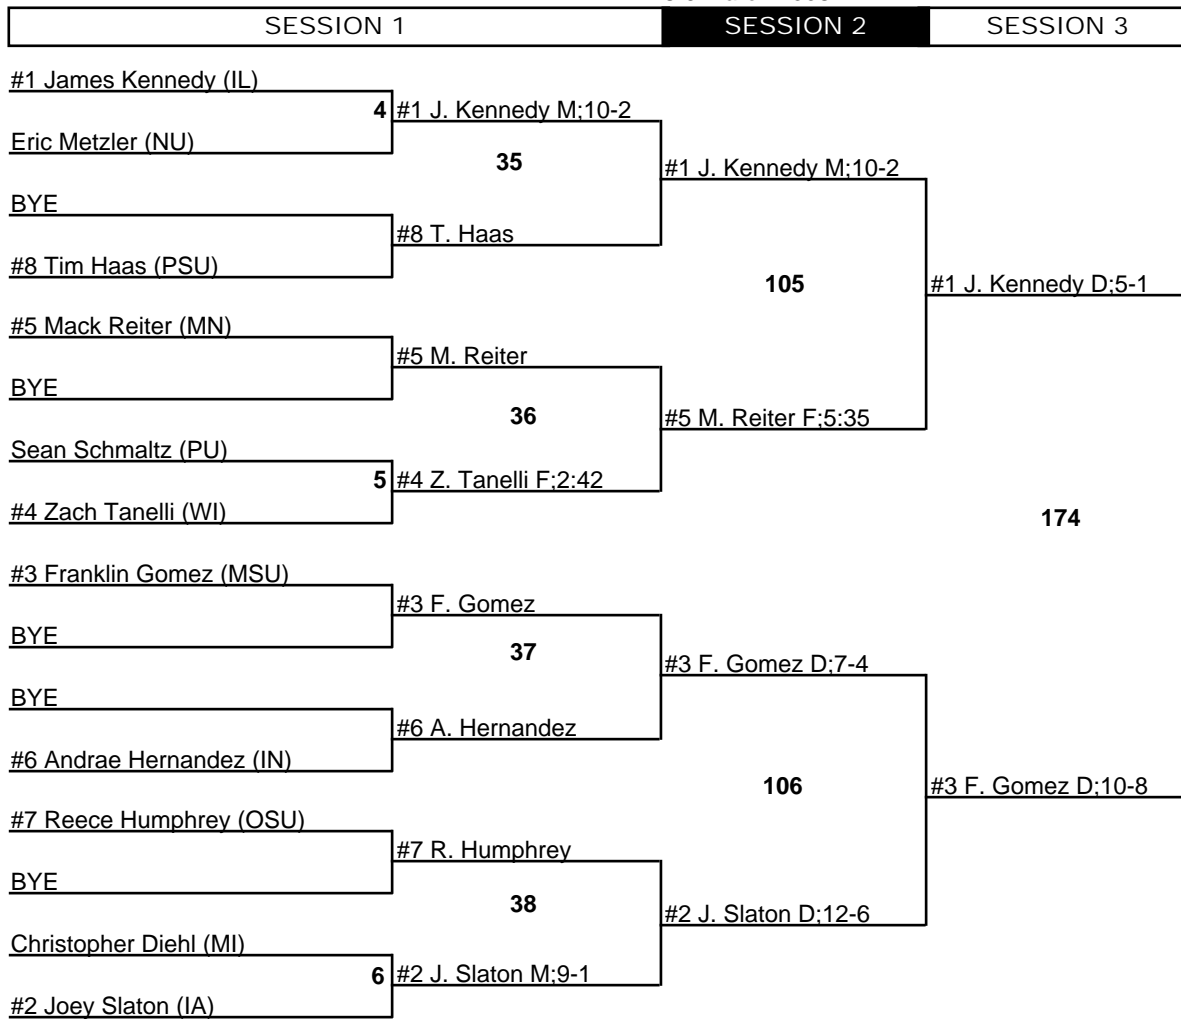 SESSION 1
SESSION 2
SESSION 3
#1 James Kennedy (IL)
4 #1 J. Kennedy M;10-2
Eric Metzler (NU)
35
#1 J. Kennedy M;10-2
BYE
#8 T. Haas
#8 Tim Haas (PSU)
105
#1 J. Kennedy D;5-1
#5 Mack Reiter (MN)
#5 M. Reiter
BYE
36
#5 M. Reiter F;5:35
Sean Schmaltz (PU)
5 #4 Z. Tanelli F;2:42
#4 Zach Tanelli (WI)
174
#3 Franklin Gomez (MSU)
#3 F. Gomez
BYE
37
#3 F. Gomez D;7-4
BYE
#6 A. Hernandez
#6 Andrae Hernandez (IN)
106
#3 F. Gomez D;10-8
#7 Reece Humphrey (OSU)
#7 R. Humphrey
BYE
38
#2 J. Slaton D;12-6
Christopher Diehl (MI)
6 #2 J. Slaton M;9-1
#2 Joey Slaton (IA)